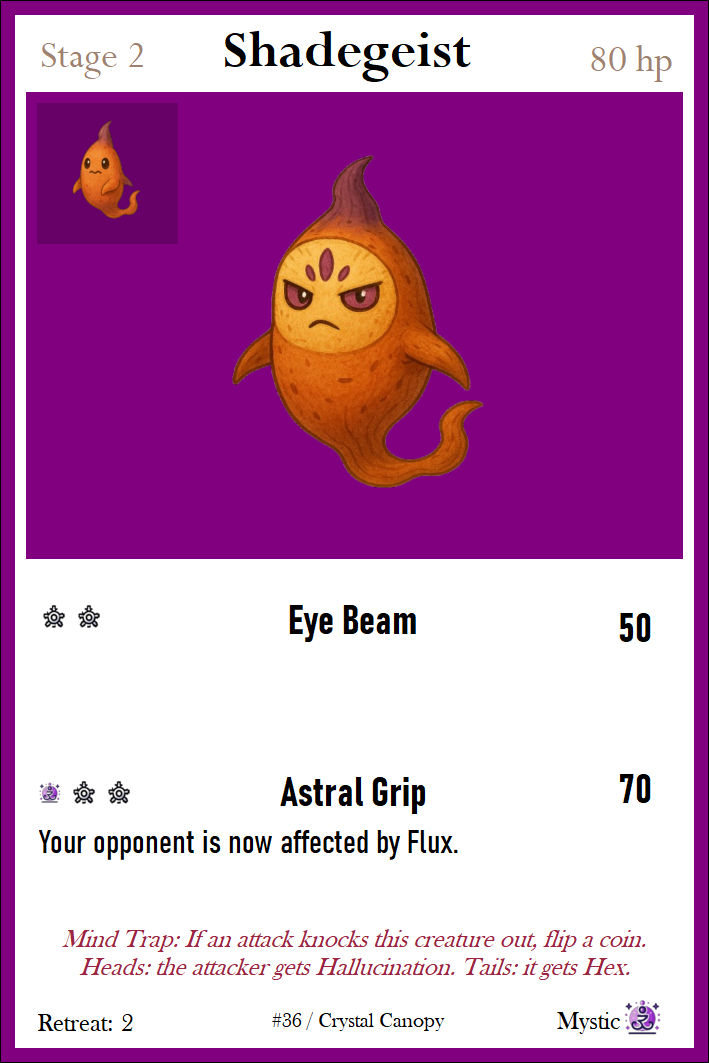 Stage 2
Shadegeist
80 hp
Eye Beam
50
Astral Grip
70
Your opponent is now affected by Flux.
Mind Trap: If an attack knocks this creature out, flip a coin.
Heads: the attacker gets Hallucination. Tails: it gets Hex.
Retreat: 2
#36 / Crystal Canopy
Mystic